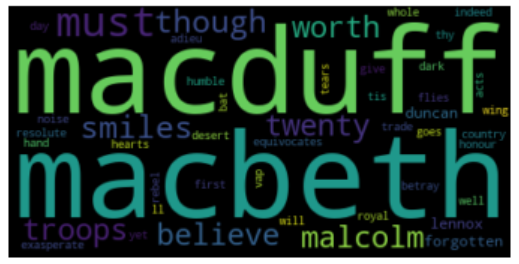 day must though worth whole indeed
adieu thy
macduff
humble bat tears give dark acts
tis flies wing
noise smiles twenty duncan
resolute desert trade goes country
hand hearts equivocates honour
macbeth
rebel first vap betray
ll well
troops yet believe will royal lennox
exasperate malcolm forgotten